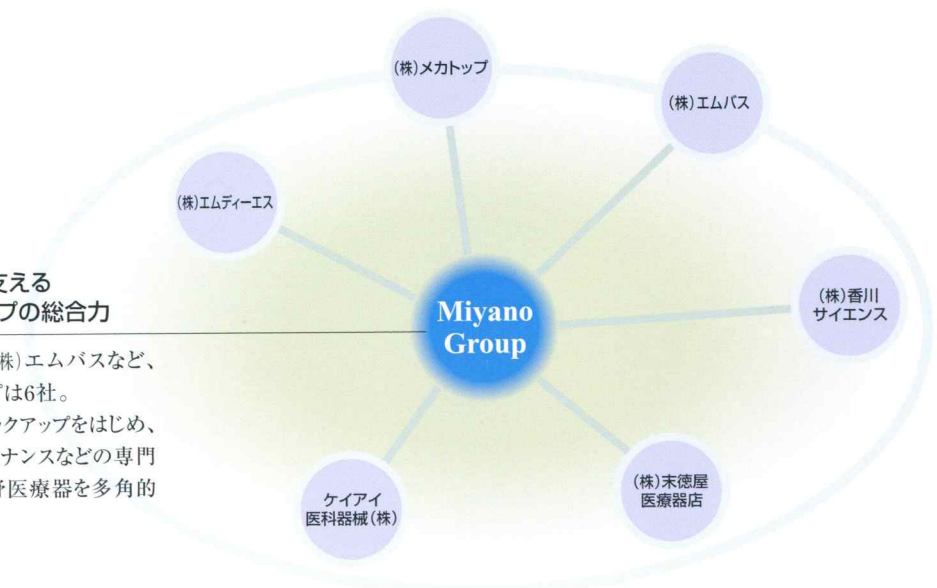 (株)メカトップ
(株)エムバス
(株)エムディーエス
支える
プの総合力
Miyano
Group
(株)香川
サイエンス
株)エムバスなど、
プは6社。
ックアップをはじめ、
ナンスなどの専門
野医療器を多角的
ケイアイ
医科器械(株)
(株)末徳屋
医療器店